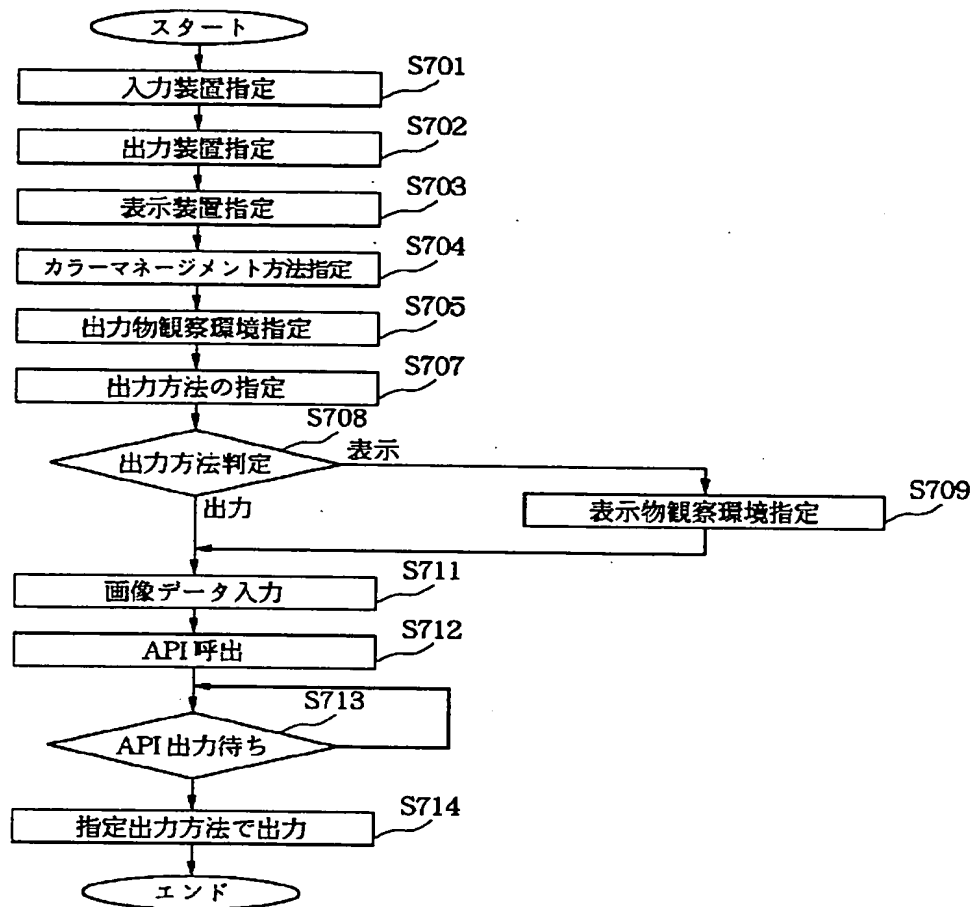 スタート
S701
入力装置指定
S702
出力装置指定
S703
表示装置指定
S704
カラーマネージメント方法指定
S705
出力物観察環境指定
S707
出力方法の指定
S708
出力方法判定
表示
出力
S709
表示物観察環境指定
S711
画像データ入力
S712
API呼出
S713
API出力待ち
S714
指定出力方法で出力
エンド